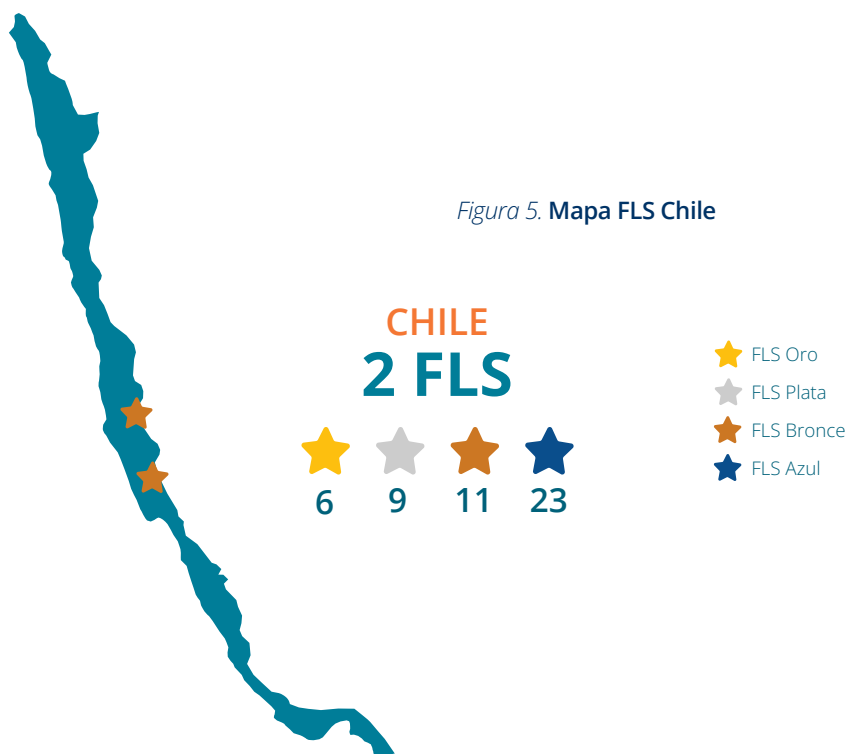 Figura 5. Mapa FLS Chile
CHILE
2 FLS
6 9 11 23
FLS Oro
FLS Plata
FLS Bronce
FLS Azul